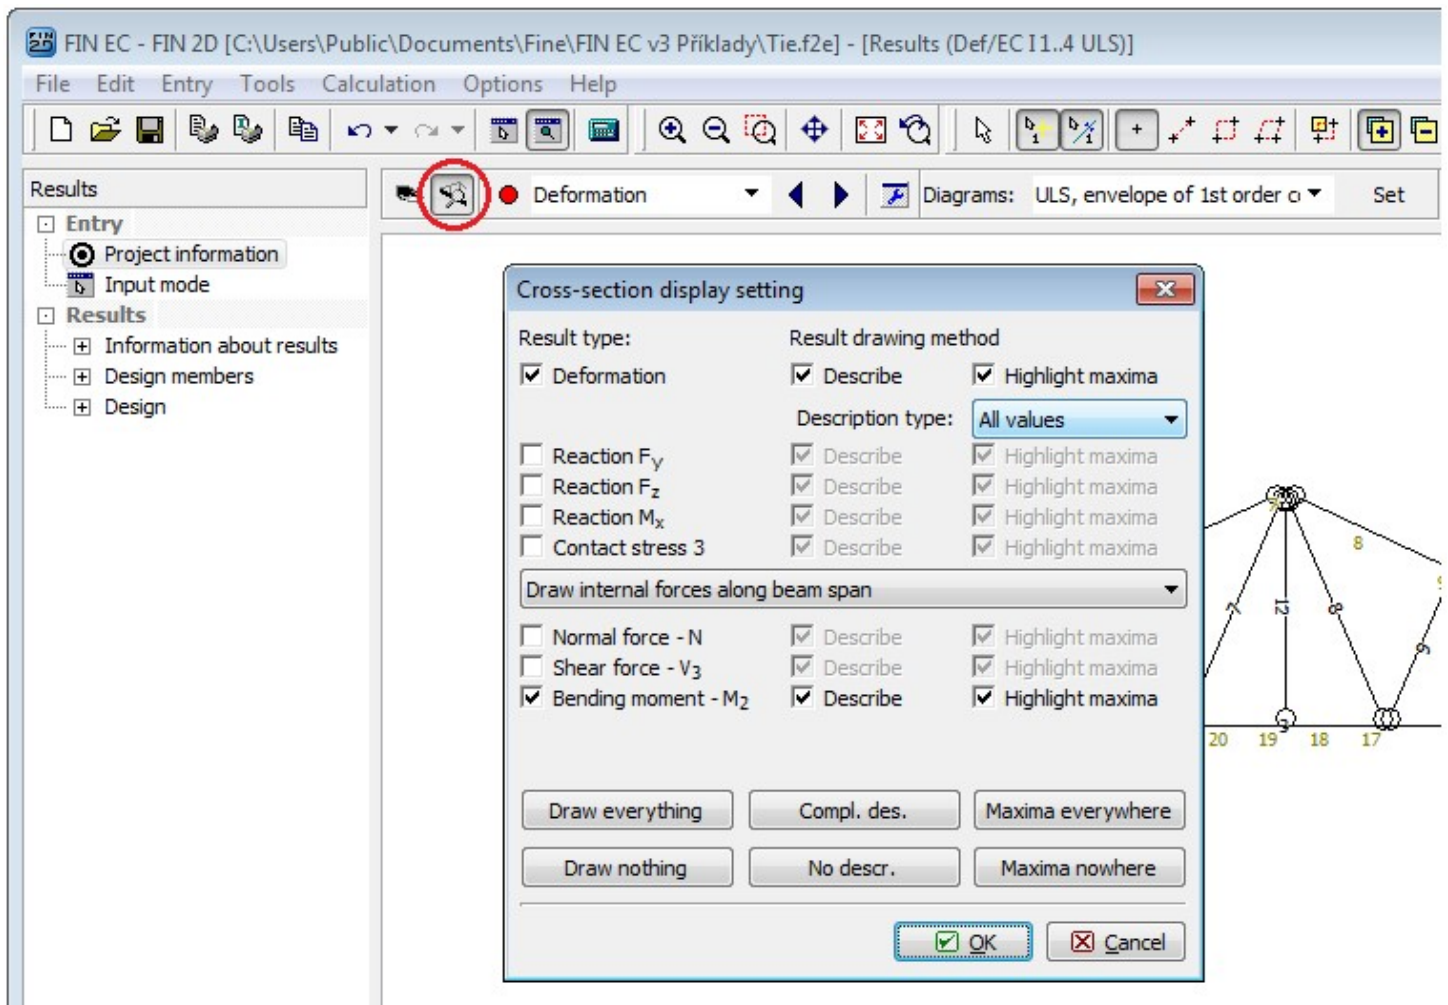 FIN EC - FIN 2D [C:\Users\Public\Documents\Fine\FIN EC v3 Příklady\Tie.f2e] - [Results (Def/EC I 1..4 ULS)]
File Edit Entry Tools Calculation Options Help
Results
Deformation Diagrams: ULS, envelope of 1st order c Set
Entry
Project information
Input mode
Results
Information about results
Design members
Design
Cross-section display setting
Result type: Result drawing method
Deformation Describe Highlight maxima
Description type: All values
Reaction Fy Describe Highlight maxima
Reaction Fz Describe Highlight maxima
Reaction Mx Describe Highlight maxima
Contact stress 3 Describe Highlight maxima
Draw internal forces along beam span
Normal force - N Describe Highlight maxima
Shear force - V3 Describe Highlight maxima
Bending moment - M2 Describe Highlight maxima
Draw everything Compl. des. Maxima everywhere
Draw nothing No descr. Maxima nowhere
OK Cancel
8
7 12 8
9
20 19 18 17